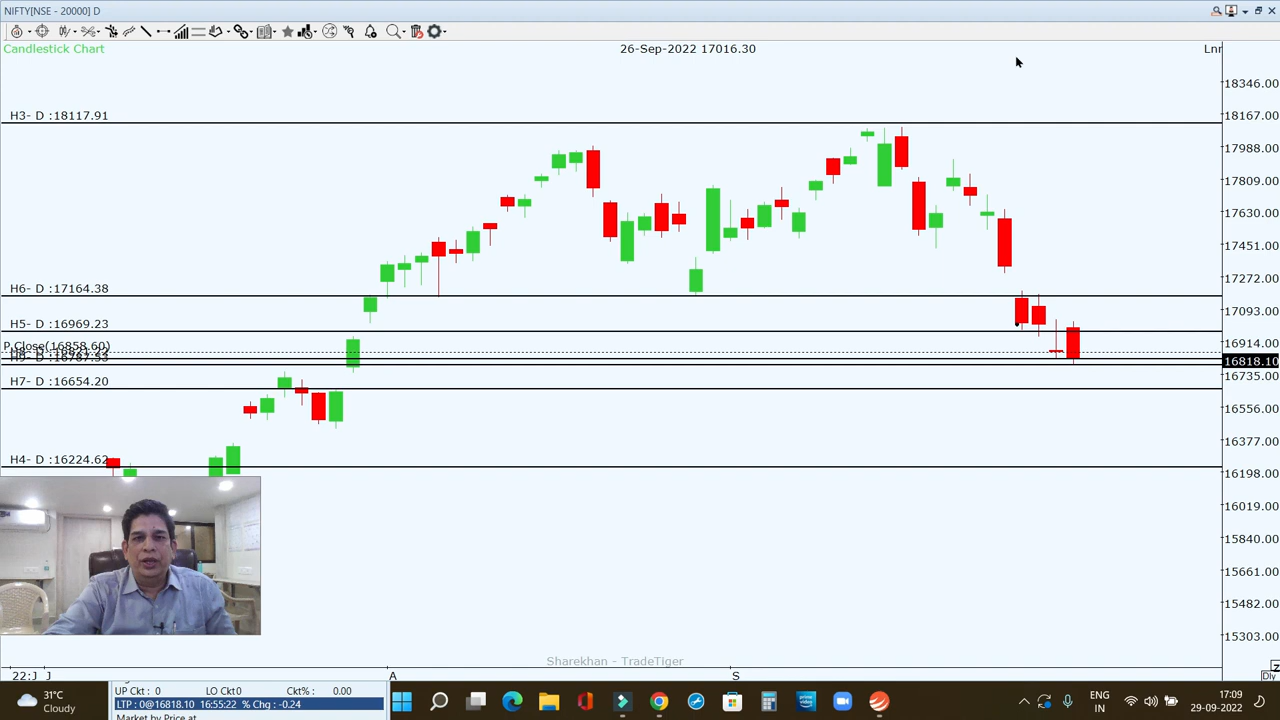 NIFTY[NSE - 20000] D
Candlestick Chart
26-Sep-2022 17016.30
Lnr
H3- D :18117.91
H6- D :17164.38
H5- D :16969.23
P.Close(16858.60)
H7- D :16654.20
H4- D :16224.62
18346.00
18167.00
17988.00
17809.00
17630.00
17451.00
17272.00
17093.00
16914.00
16818.10
16735.00
16556.00
16377.00
16198.00
16019.00
15840.00
15661.00
15482.00
15303.00
Sharekhan - TradeTiger
22:J J
A
S
Dly
31°C
Cloudy
UP Ckt : 0 LO Ckt0 Ckt% : 0.00
LTP : 0@16818.10 16:55:22 % Chg : -0.24
Market by Price at
prime video
ENG
IN
17:09
29-09-2022